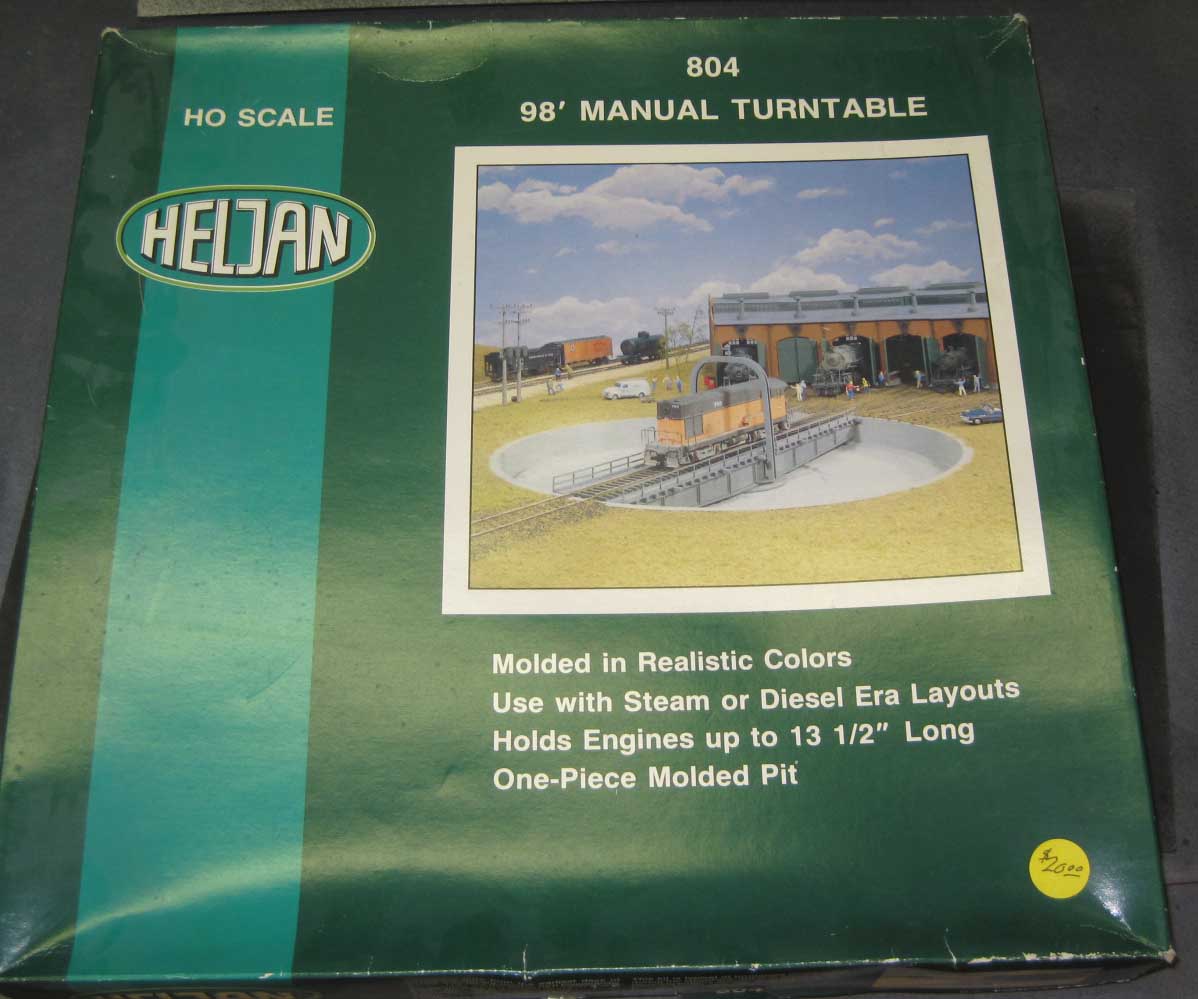 804
98' MANUAL TURNTABLE
HO SCALE
HELJAN
Molded in Realistic Colors
Use with Steam or Diesel Era Layouts
Holds Engines up to 13 1/2" Long
One-Piece Molded Pit
$20.00
HELJAN